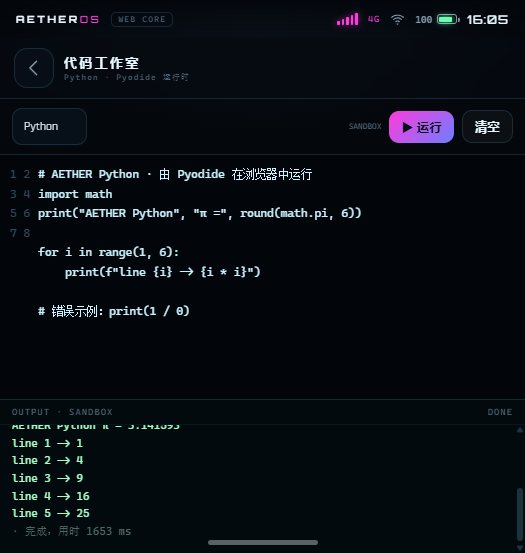 AETHEROS WEB CORE 4G 100 16:05
代码工作室
Python · Pyodide 运行时
Python SANDBOX ▶ 运行 清空
1 2 # AETHER Python · 由 Pyodide 在浏览器中运行
3 4 import math
5 6 print("AETHER Python", "π =", round(math.pi, 6))
7 8
for i in range(1, 6):
print(f"line {i} -> {i * i}")
# 错误示例: print(1 / 0)
OUTPUT · SANDBOX DONE
AETHER Python π = 3.141593
line 1 -> 1
line 2 -> 4
line 3 -> 9
line 4 -> 16
line 5 -> 25
· 完成，用时 1653 ms